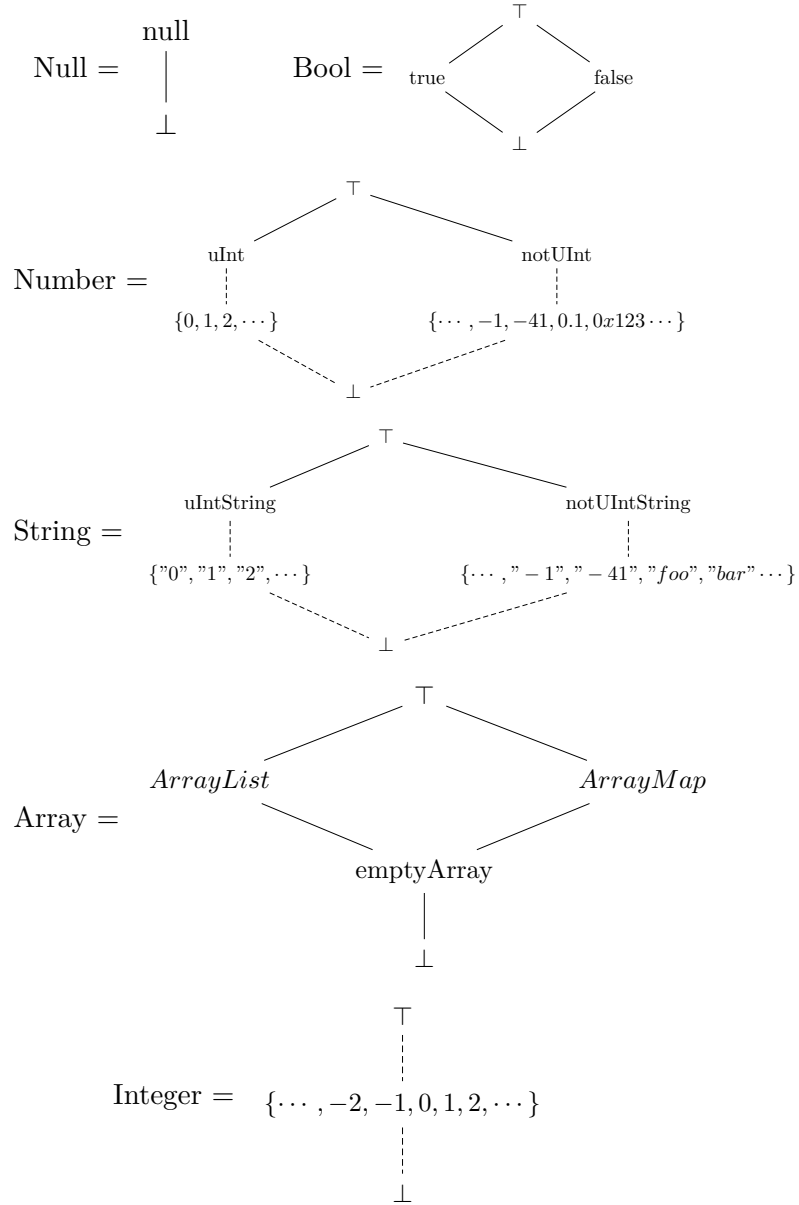 null
Null =
⊥
⊤
Bool =
true
false
⊥
⊤
uInt
notUInt
Number =
{0, 1, 2, ⋯ }
{⋯ , −1, −41, 0.1, 0x123 ⋯ }
⊥
⊤
uIntString
notUIntString
String =
{”0”, ”1”, ”2”, ⋯ }
{⋯ , ” − 1”, ” − 41”, ”foo”, ”bar” ⋯ }
⊥
⊤
ArrayList
ArrayMap
Array =
emptyArray
⊥
⊤
Integer =
{⋯ , −2, −1, 0, 1, 2, ⋯ }
⊥